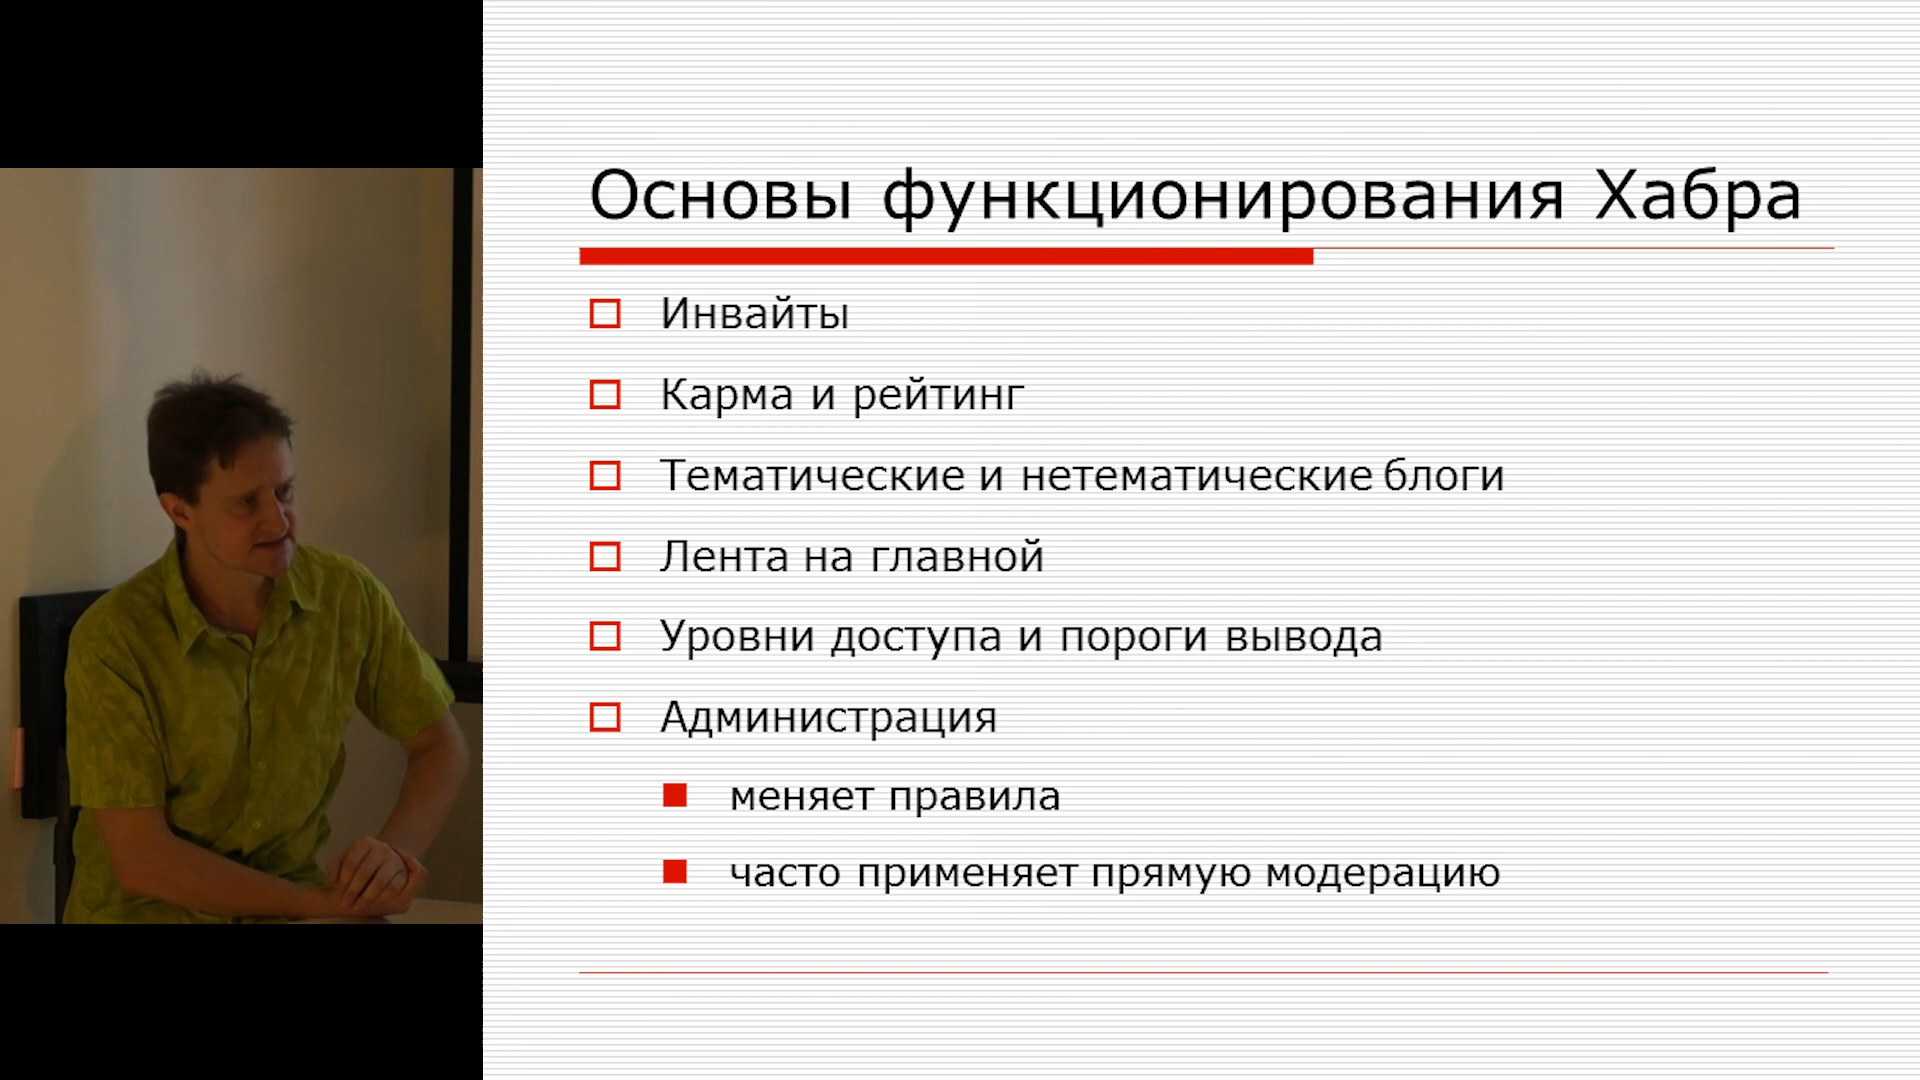 Основы функционирования Хабра
Инвайты
Карма и рейтинг
Тематические и нетематические блоги
Лента на главной
Уровни доступа и пороги вывода
Администрация
меняет правила
часто применяет прямую модерацию